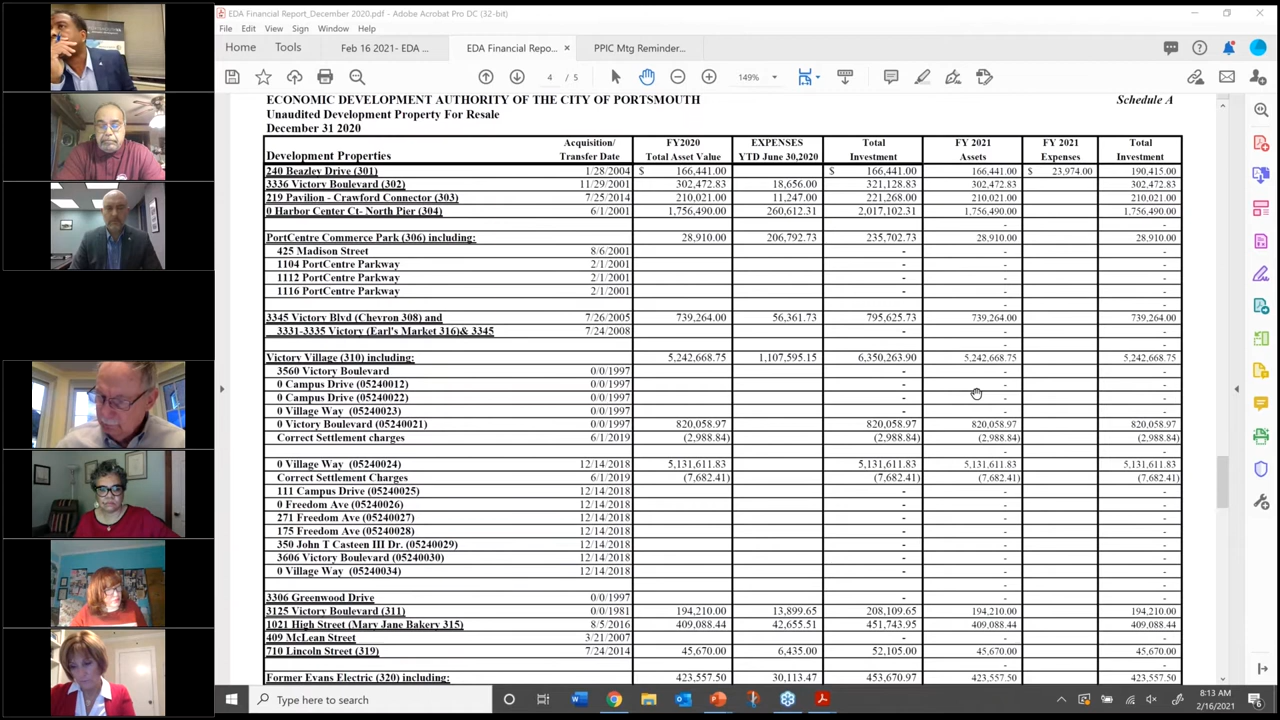 EDA Financial Report_December 2020.pdf - Adobe Acrobat Pro DC (32-bit)
File Edit View Sign Window Help
Home Tools Feb 16 2021- EDA ... EDA Financial Repo... × PPIC Mtg Reminder...
4 / 5 149%
ECONOMIC DEVELOPMENT AUTHORITY OF THE CITY OF PORTSMOUTH Schedule A
Unaudited Development Property For Resale
December 31 2020
Acquisition/ FY2020 EXPENSES Total FY 2021 FY 2021 Total
Development Properties Transfer Date Total Asset Value YTD June 30,2020 Investment Assets Expenses Investment
240 Beazley Drive (301) 1/28/2004 $ 166,441.00 $ 166,441.00 166,441.00 $ 23,974.00 190,415.00
3336 Victory Boulevard (302) 11/29/2001 302,472.83 18,656.00 321,128.83 302,472.83 302,472.83
219 Pavilion - Crawford Connector (303) 7/25/2014 210,021.00 11,247.00 221,268.00 210,021.00 210,021.00
0 Harbor Center Ct- North Pier (304) 6/1/2001 1,756,490.00 260,612.31 2,017,102.31 1,756,490.00 1,756,490.00
- -
PortCentre Commerce Park (306) including: 28,910.00 206,792.73 235,702.73 28,910.00 28,910.00
425 Madison Street 8/6/2001 - - -
1104 PortCentre Parkway 2/1/2001 - - -
1112 PortCentre Parkway 2/1/2001 - - -
1116 PortCentre Parkway 2/1/2001 - - -
- -
3345 Victory Blvd (Chevron 308) and 7/26/2005 739,264.00 56,361.73 795,625.73 739,264.00 739,264.00
3331-3335 Victory (Earl's Market 316)& 3345 7/24/2008 - - -
- -
Victory Village (310) including: 5,242,668.75 1,107,595.15 6,350,263.90 5,242,668.75 5,242,668.75
3560 Victory Boulevard 0/0/1997 - - -
0 Campus Drive (05240012) 0/0/1997 - - -
0 Campus Drive (05240022) 0/0/1997 - - -
0 Village Way (05240023) 0/0/1997 - - -
0 Victory Boulevard (05240021) 0/0/1997 820,058.97 820,058.97 820,058.97 820,058.97
Correct Settlement charges 6/1/2019 (2,988.84) (2,988.84) (2,988.84) (2,988.84)
- -
0 Village Way (05240024) 12/14/2018 5,131,611.83 5,131,611.83 5,131,611.83 5,131,611.83
Correct Settlement Charges 6/1/2019 (7,682.41) (7,682.41) (7,682.41) (7,682.41)
111 Campus Drive (05240025) 12/14/2018 - - -
0 Freedom Ave (05240026) 12/14/2018 - - -
271 Freedom Ave (05240027) 12/14/2018 - - -
175 Freedom Ave (05240028) 12/14/2018 - - -
350 John T Casteen III Dr. (05240029) 12/14/2018 - - -
3606 Victory Boulevard (05240030) 12/14/2018 - - -
0 Village Way (05240034) 12/14/2018 - - -
- -
3306 Greenwood Drive 0/0/1997 - - -
3125 Victory Boulevard (311) 0/0/1981 194,210.00 13,899.65 208,109.65 194,210.00 194,210.00
1021 High Street (Mary Jane Bakery 315) 8/5/2016 409,088.44 42,655.51 451,743.95 409,088.44 409,088.44
409 McLean Street 3/21/2007 - - -
710 Lincoln Street (319) 7/24/2014 45,670.00 6,435.00 52,105.00 45,670.00 45,670.00
- -
Former Evans Electric (320) including: 423,557.50 30,113.47 453,670.97 423,557.50 423,557.50
Type here to search
8:13 AM
2/16/2021
6